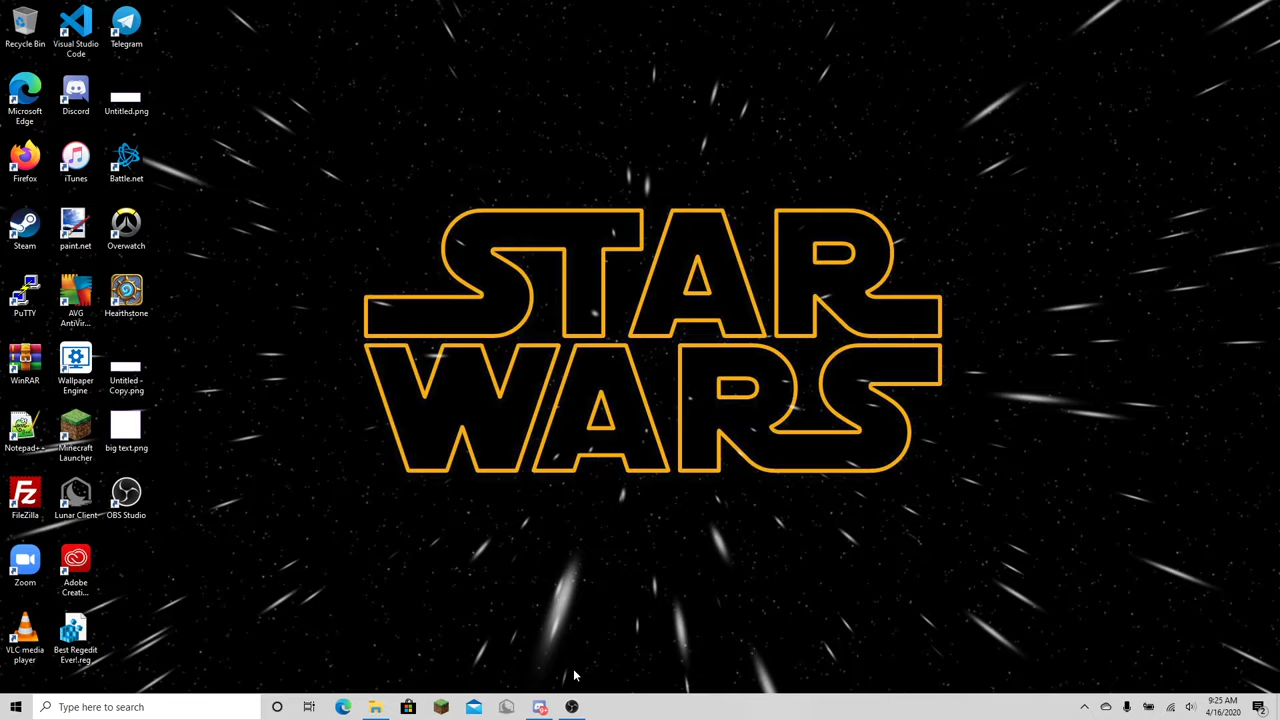 Recycle Bin
Visual Studio
Code
Telegram
Microsoft
Edge
Discord
Untitled.png
Firefox
iTunes
Battle.net
Steam
paint.net
Overwatch
PuTTY
AVG
AntiVir...
Hearthstone
WinRAR
Wallpaper
Engine
Untitled -
Copy.png
Notepad++
Minecraft
Launcher
big text.png
FileZilla
Lunar Client
OBS Studio
Zoom
Adobe
Creati...
VLC media
player
Best Regedit
Ever!.reg
STAR
WARS
Type here to search
9+
9:25 AM
4/16/2020
2